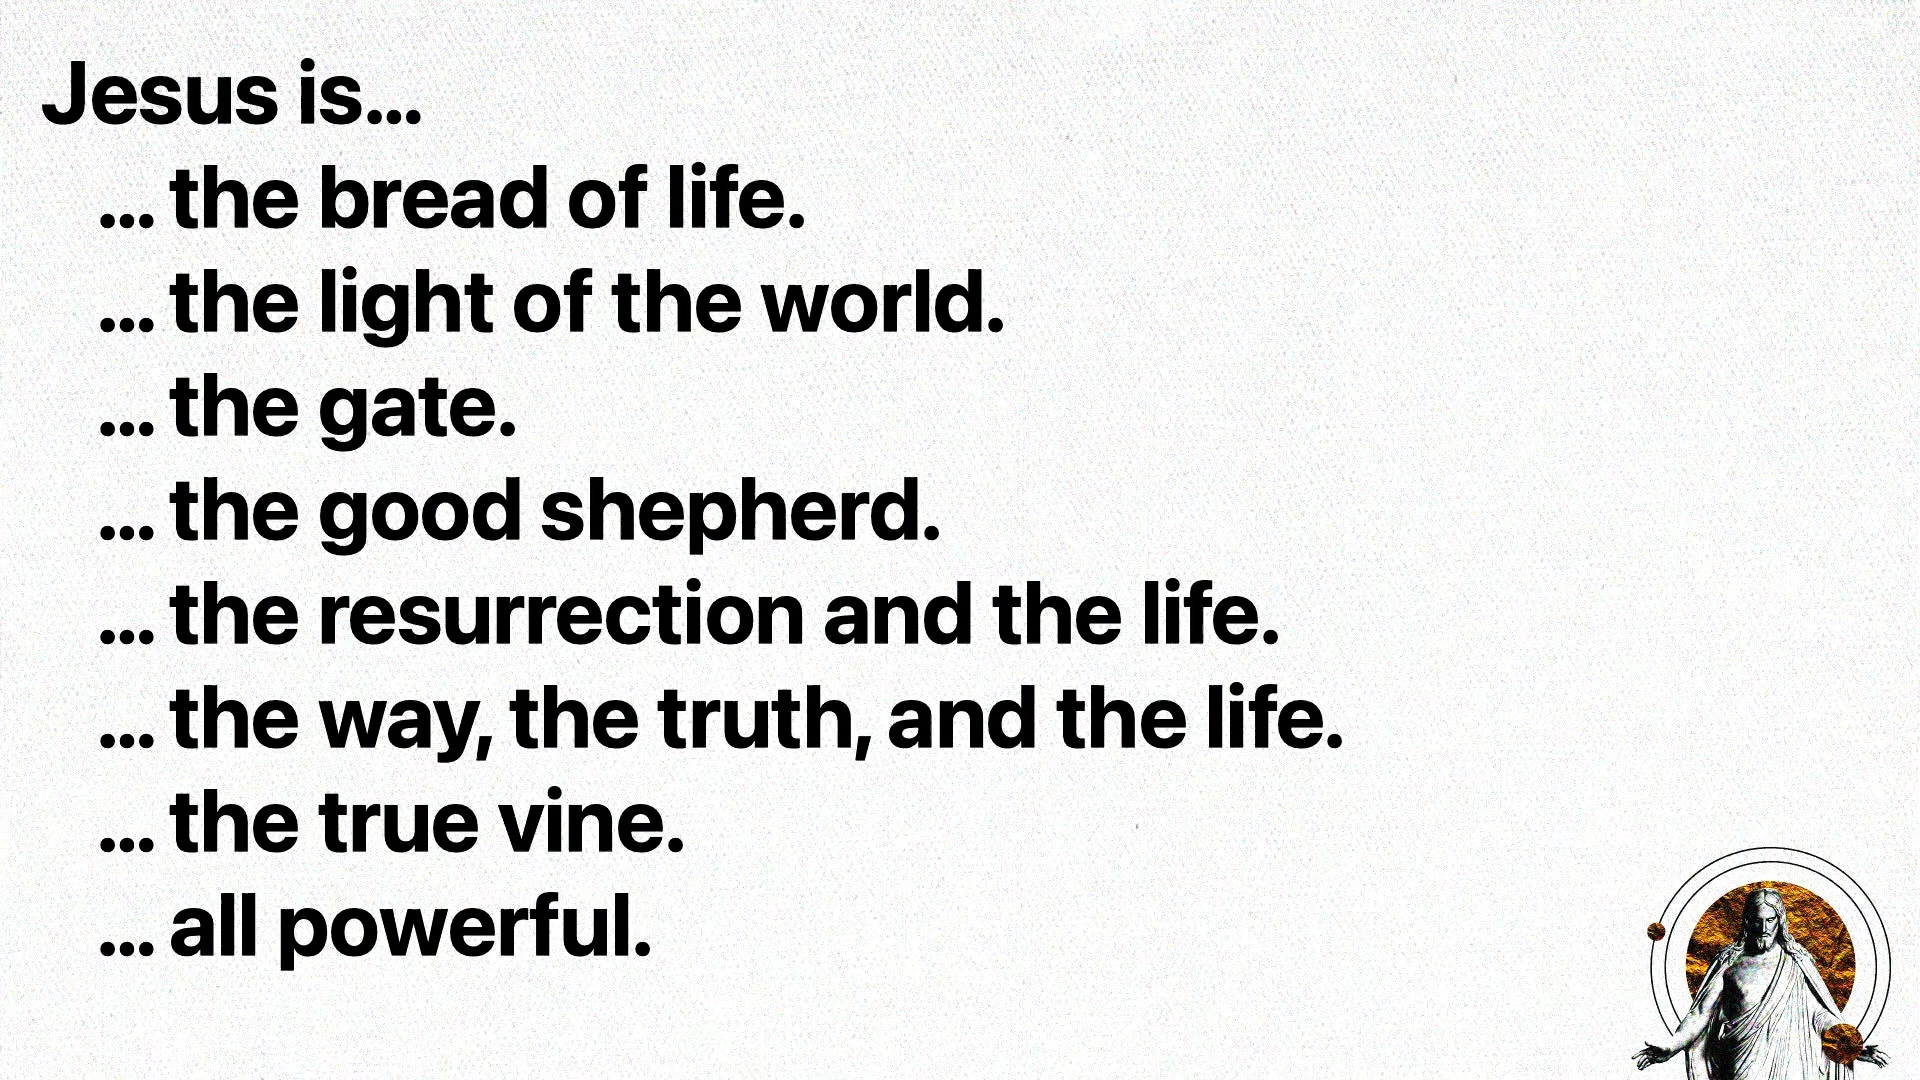 Jesus is...
... the bread of life.
... the light of the world.
... the gate.
... the good shepherd.
... the resurrection and the life.
... the way, the truth, and the life.
... the true vine.
... all powerful.